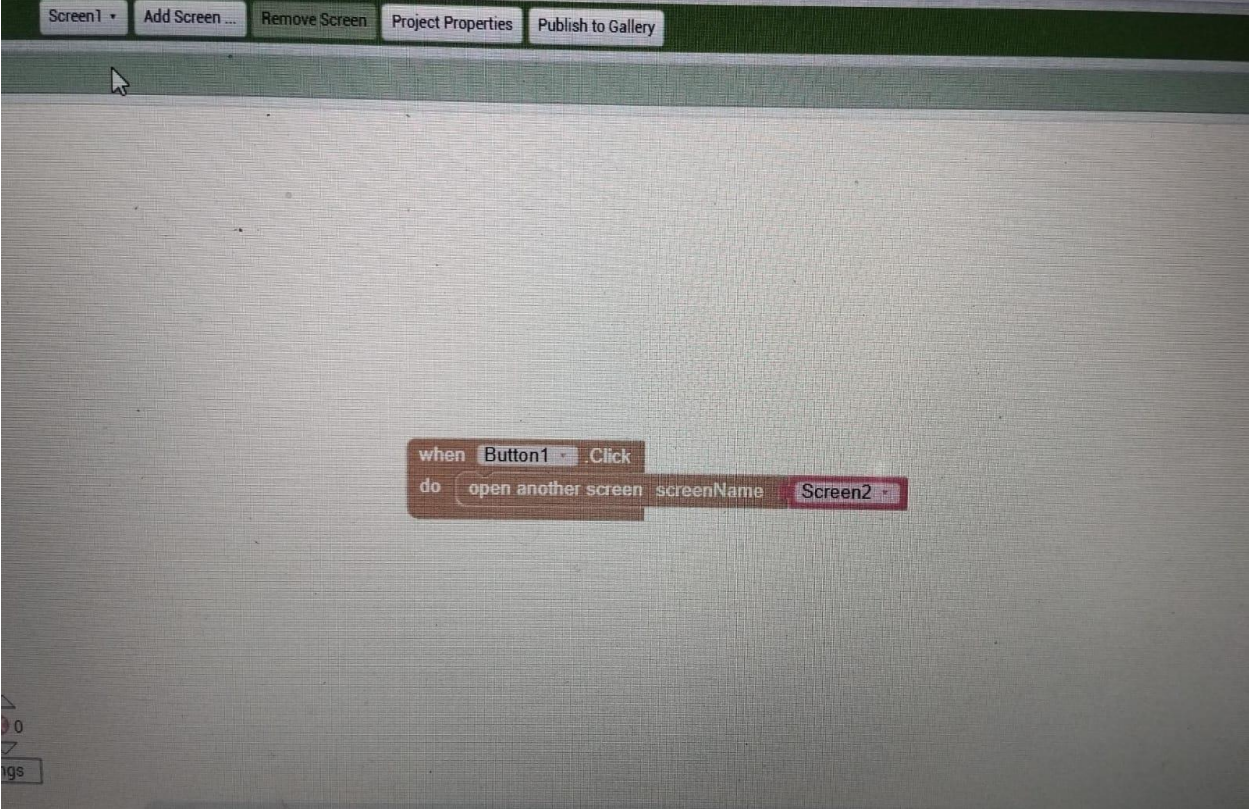 Screen1
Add Screen ...
Remove Screen
Project Properties
Publish to Gallery
when Button1 .Click
do open another screen screenName Screen2
0
ngs